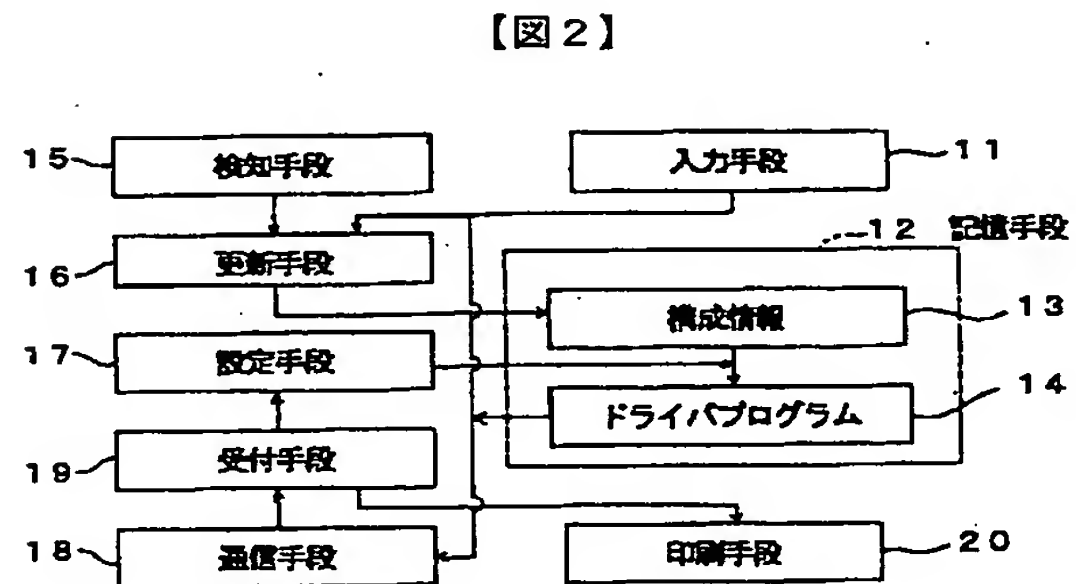 【図2】
15 検知手段 入力手段 11
12 記憶手段
16 更新手段
構成情報 13
17 設定手段
ドライバプログラム 14
19 受付手段
18 通信手段 印刷手段 20